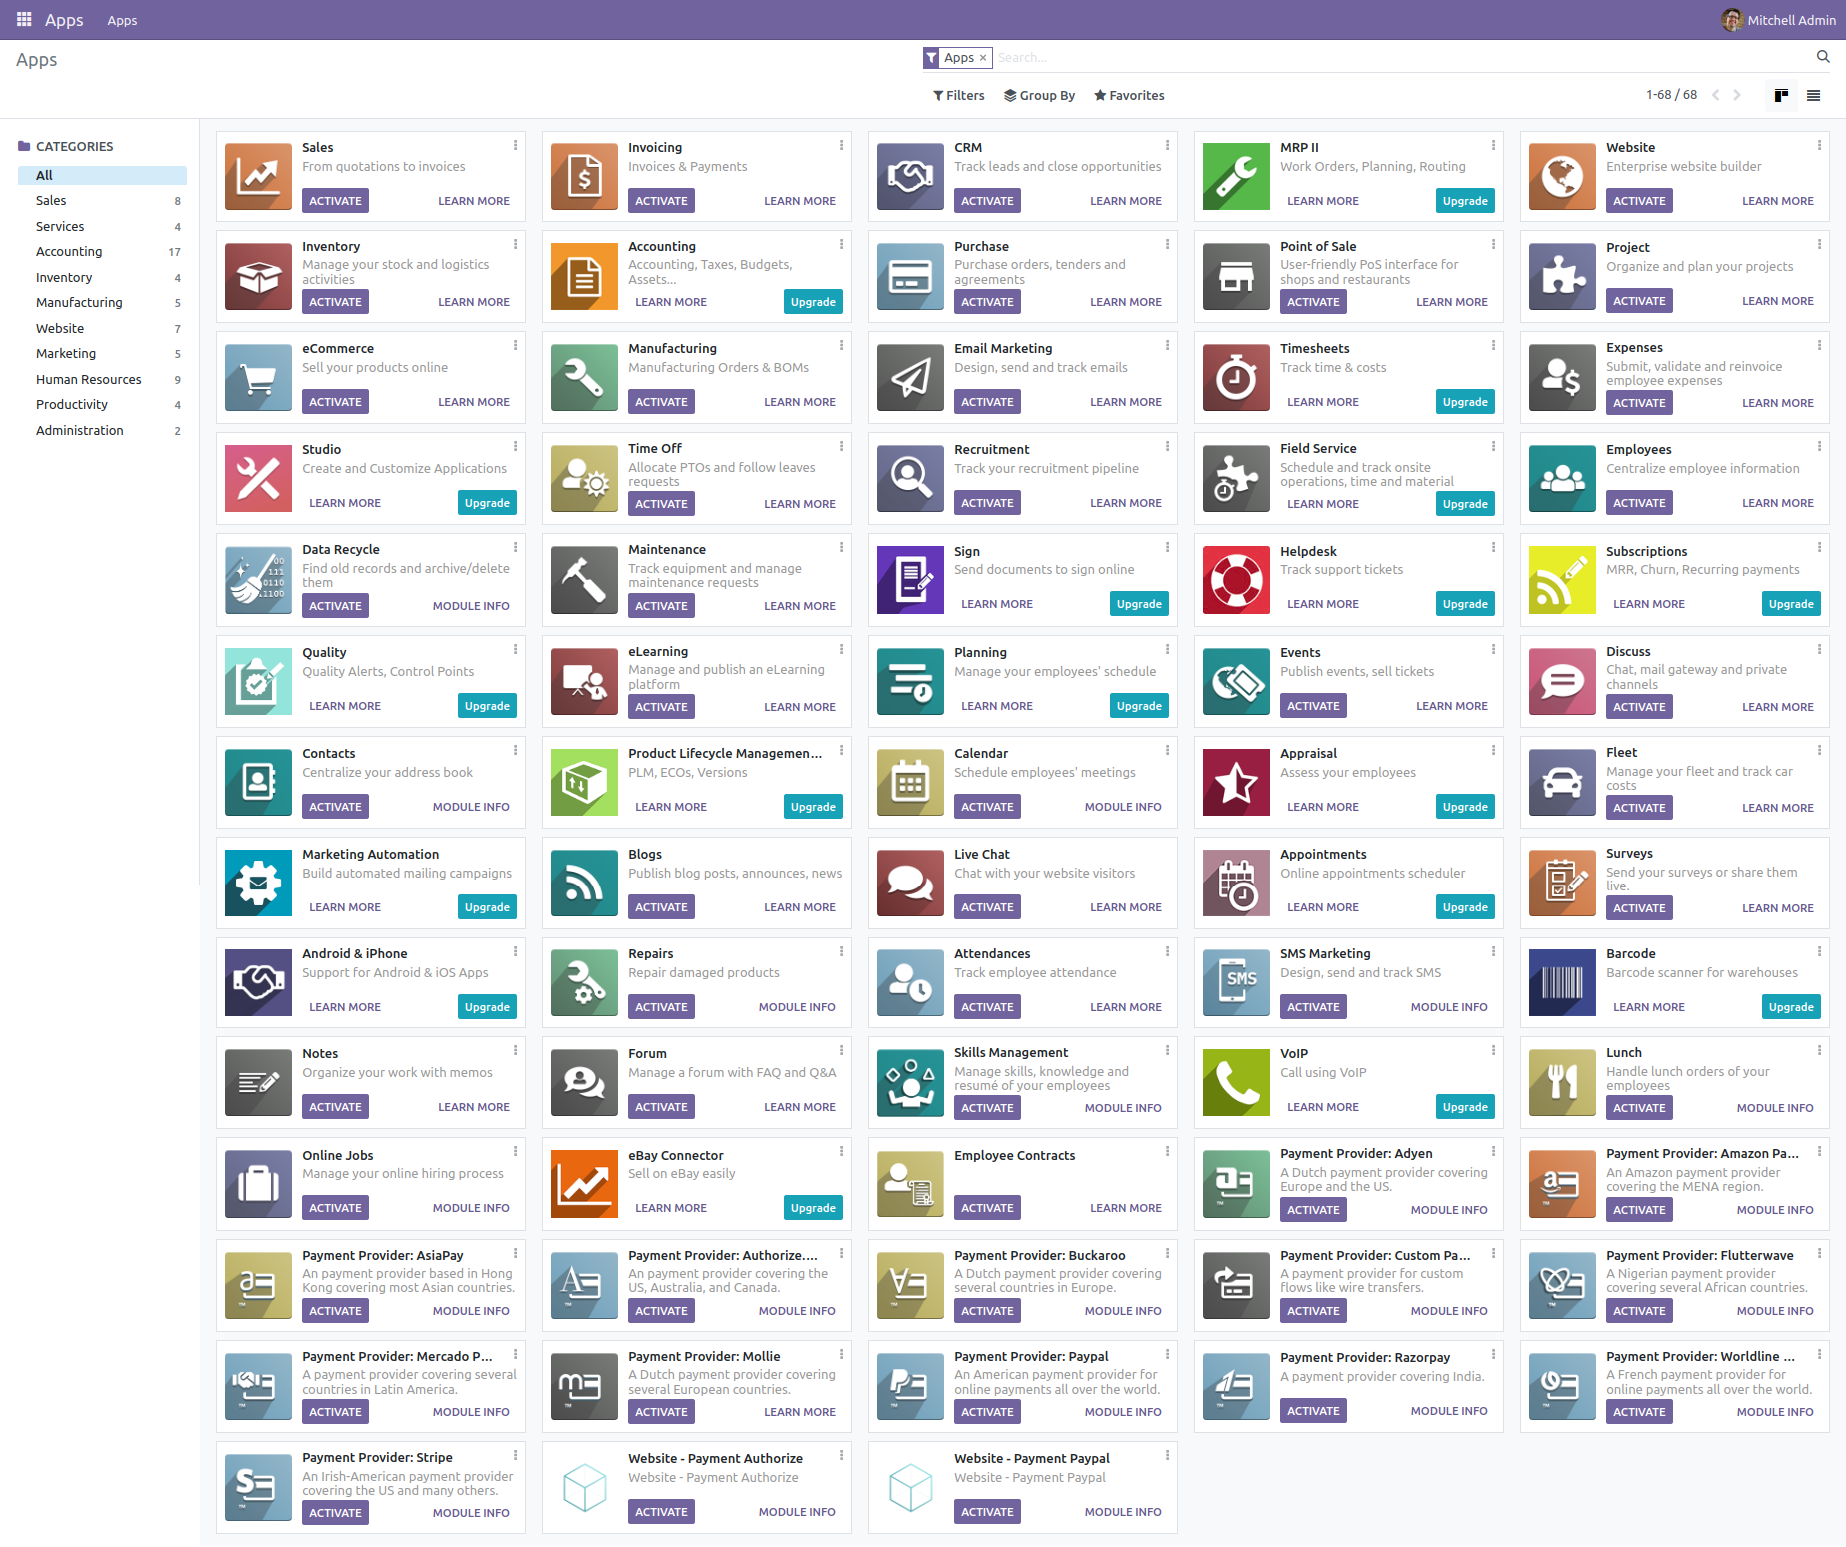 Apps
Apps
Mitchell Admin
Apps
Apps ×
Search...
Filters
Group By
Favorites
1-68 / 68
CATEGORIES
All
Sales 8
Services 4
Accounting 17
Inventory 4
Manufacturing 5
Website 7
Marketing 5
Human Resources 9
Productivity 4
Administration 2
Sales
From quotations to invoices
ACTIVATE LEARN MORE
Invoicing
Invoices & Payments
ACTIVATE LEARN MORE
CRM
Track leads and close opportunities
ACTIVATE LEARN MORE
MRP II
Work Orders, Planning, Routing
LEARN MORE Upgrade
Website
Enterprise website builder
ACTIVATE LEARN MORE
Inventory
Manage your stock and logistics
activities
ACTIVATE LEARN MORE
Accounting
Accounting, Taxes, Budgets,
Assets...
LEARN MORE Upgrade
Purchase
Purchase orders, tenders and
agreements
ACTIVATE LEARN MORE
Point of Sale
User-friendly PoS interface for
shops and restaurants
ACTIVATE LEARN MORE
Project
Organize and plan your projects
ACTIVATE LEARN MORE
eCommerce
Sell your products online
ACTIVATE LEARN MORE
Manufacturing
Manufacturing Orders & BOMs
ACTIVATE LEARN MORE
Email Marketing
Design, send and track emails
ACTIVATE LEARN MORE
Timesheets
Track time & costs
LEARN MORE Upgrade
Expenses
Submit, validate and reinvoice
employee expenses
ACTIVATE LEARN MORE
Studio
Create and Customize Applications
LEARN MORE Upgrade
Time Off
Allocate PTOs and follow leaves
requests
ACTIVATE LEARN MORE
Recruitment
Track your recruitment pipeline
ACTIVATE LEARN MORE
Field Service
Schedule and track onsite
operations, time and material
LEARN MORE Upgrade
Employees
Centralize employee information
ACTIVATE LEARN MORE
00
111
0110
11100
Data Recycle
Find old records and archive/delete
them
ACTIVATE MODULE INFO
Maintenance
Track equipment and manage
maintenance requests
ACTIVATE LEARN MORE
Sign
Send documents to sign online
LEARN MORE Upgrade
Helpdesk
Track support tickets
LEARN MORE Upgrade
Subscriptions
MRR, Churn, Recurring payments
LEARN MORE Upgrade
Quality
Quality Alerts, Control Points
LEARN MORE Upgrade
eLearning
Manage and publish an eLearning
platform
ACTIVATE LEARN MORE
Planning
Manage your employees' schedule
LEARN MORE Upgrade
Events
Publish events, sell tickets
ACTIVATE LEARN MORE
Discuss
Chat, mail gateway and private
channels
ACTIVATE LEARN MORE
Contacts
Centralize your address book
ACTIVATE MODULE INFO
Product Lifecycle Managemen...
PLM, ECOs, Versions
LEARN MORE Upgrade
Calendar
Schedule employees' meetings
ACTIVATE MODULE INFO
Appraisal
Assess your employees
LEARN MORE Upgrade
Fleet
Manage your fleet and track car
costs
ACTIVATE LEARN MORE
Marketing Automation
Build automated mailing campaigns
LEARN MORE Upgrade
Blogs
Publish blog posts, announces, news
ACTIVATE LEARN MORE
Live Chat
Chat with your website visitors
ACTIVATE LEARN MORE
Appointments
Online appointments scheduler
LEARN MORE Upgrade
Surveys
Send your surveys or share them
live.
ACTIVATE LEARN MORE
Android & iPhone
Support for Android & iOS Apps
LEARN MORE Upgrade
Repairs
Repair damaged products
ACTIVATE MODULE INFO
Attendances
Track employee attendance
ACTIVATE LEARN MORE
SMS
SMS Marketing
Design, send and track SMS
ACTIVATE MODULE INFO
Barcode
Barcode scanner for warehouses
LEARN MORE Upgrade
Notes
Organize your work with memos
ACTIVATE LEARN MORE
Forum
Manage a forum with FAQ and Q&A
ACTIVATE LEARN MORE
Skills Management
Manage skills, knowledge and
resumé of your employees
ACTIVATE MODULE INFO
VoIP
Call using VoIP
LEARN MORE Upgrade
Lunch
Handle lunch orders of your
employees
ACTIVATE MODULE INFO
Online Jobs
Manage your online hiring process
ACTIVATE MODULE INFO
eBay Connector
Sell on eBay easily
LEARN MORE Upgrade
Employee Contracts
ACTIVATE LEARN MORE
Payment Provider: Adyen
A Dutch payment provider covering
Europe and the US.
ACTIVATE MODULE INFO
Payment Provider: Amazon Pa...
An Amazon payment provider
covering the MENA region.
ACTIVATE MODULE INFO
Payment Provider: AsiaPay
An payment provider based in Hong
Kong covering most Asian countries.
ACTIVATE MODULE INFO
Payment Provider: Authorize....
An payment provider covering the
US, Australia, and Canada.
ACTIVATE MODULE INFO
Payment Provider: Buckaroo
A Dutch payment provider covering
several countries in Europe.
ACTIVATE MODULE INFO
Payment Provider: Custom Pa...
A payment provider for custom
flows like wire transfers.
ACTIVATE MODULE INFO
Payment Provider: Flutterwave
A Nigerian payment provider
covering several African countries.
ACTIVATE MODULE INFO
Payment Provider: Mercado P...
A payment provider covering several
countries in Latin America.
ACTIVATE MODULE INFO
Payment Provider: Mollie
A Dutch payment provider covering
several European countries.
ACTIVATE LEARN MORE
Payment Provider: Paypal
An American payment provider for
online payments all over the world.
ACTIVATE MODULE INFO
Payment Provider: Razorpay
A payment provider covering India.
ACTIVATE MODULE INFO
Payment Provider: Worldline ...
A French payment provider for
online payments all over the world.
ACTIVATE MODULE INFO
Payment Provider: Stripe
An Irish-American payment provider
covering the US and many others.
ACTIVATE MODULE INFO
Website - Payment Authorize
Website - Payment Authorize
ACTIVATE MODULE INFO
Website - Payment Paypal
Website - Payment Paypal
ACTIVATE MODULE INFO